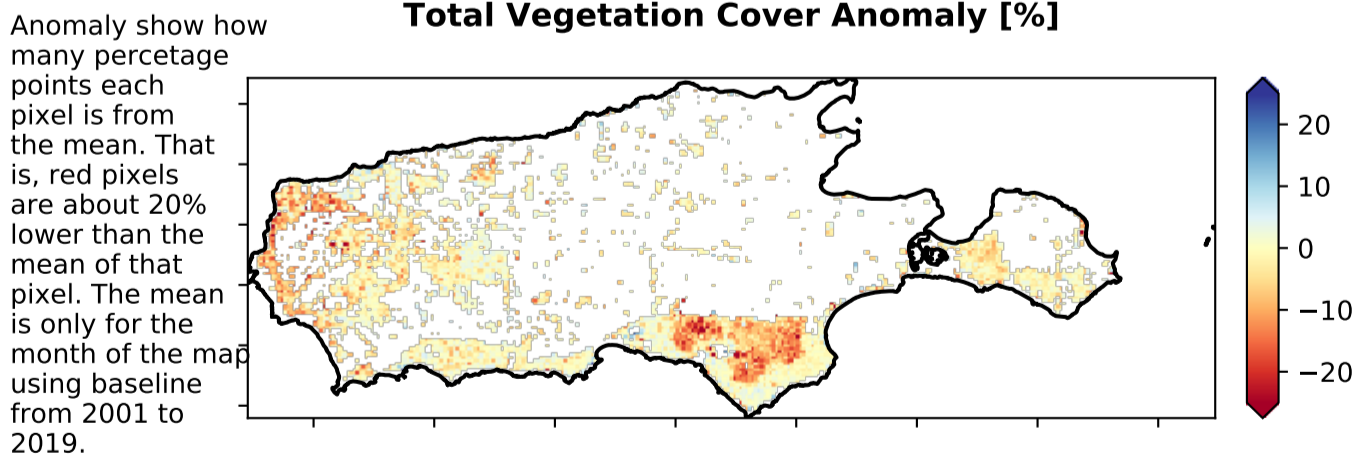 Total Vegetation Cover Anomaly [%]
Anomaly show how
many percetage
points each
pixel is from
the mean. That
is, red pixels
are about 20%
lower than the
mean of that
pixel. The mean
is only for the
month of the map
using baseline
from 2001 to
2019.
20
10
0
−10
−20